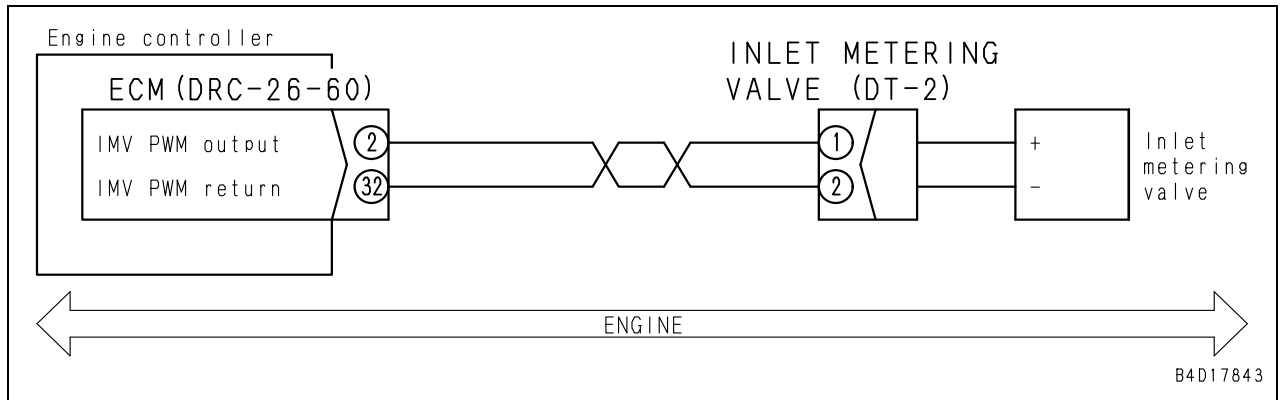 Engine controller
ECM(DRC-26-60)
IMV PWM output
IMV PWM return
2
32
INLET METERING
VALVE (DT-2)
1
2
+
-
Inlet
metering
valve
ENGINE
B4D17843